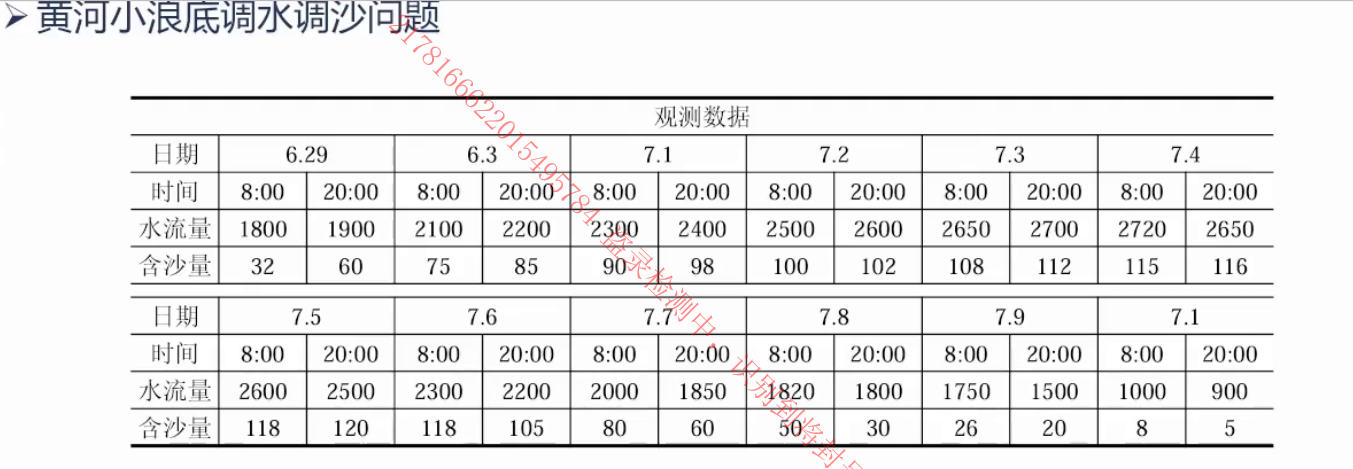 ➢ 黄河小浪底调水调沙问题
观测数据
日期 6.29 6.3 7.1 7.2 7.3 7.4
时间 8:00 20:00 8:00 20:00 8:00 20:00 8:00 20:00 8:00 20:00 8:00 20:00
水流量 1800 1900 2100 2200 2300 2400 2500 2600 2650 2700 2720 2650
含沙量 32 60 75 85 90 98 100 102 108 112 115 116
日期 7.5 7.6 7.7 7.8 7.9 7.1
时间 8:00 20:00 8:00 20:00 8:00 20:00 8:00 20:00 8:00 20:00 8:00 20:00
水流量 2600 2500 2300 2200 2000 1850 1820 1800 1750 1500 1000 900
含沙量 118 120 118 105 80 60 50 30 26 20 8 5
盗录检测中，识别到将封